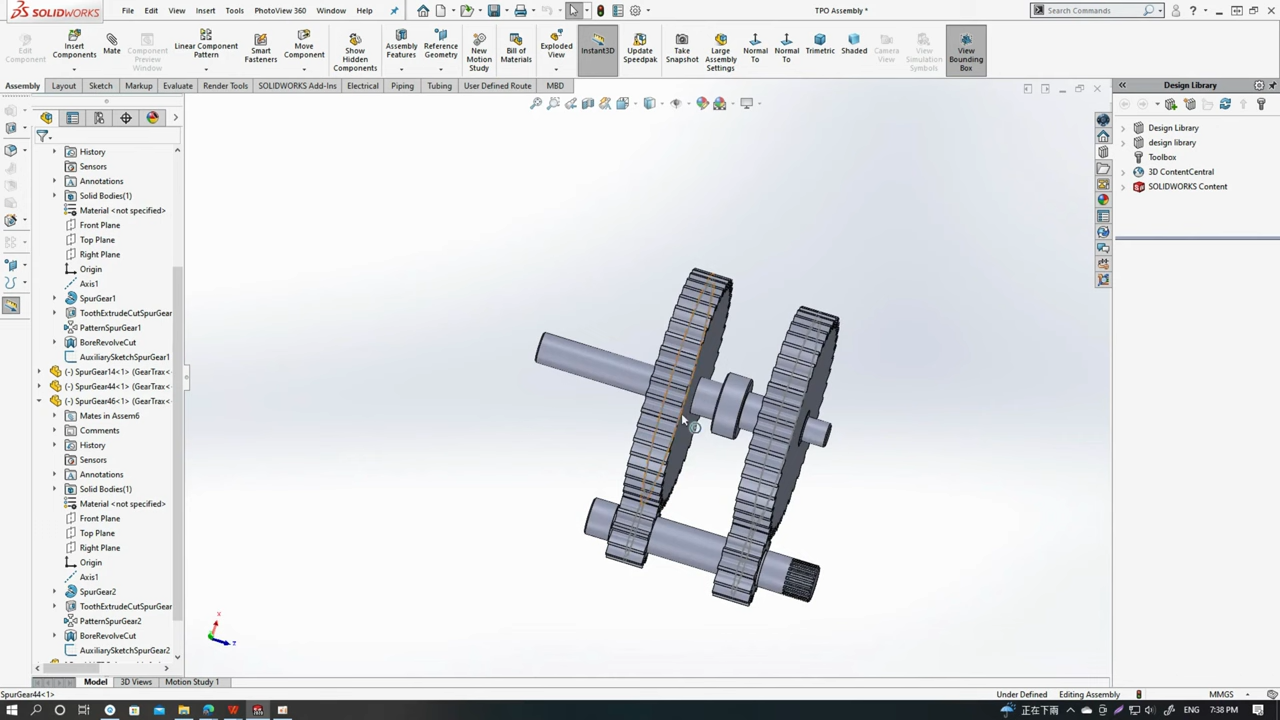 SOLIDWORKS File Edit View Insert Tools PhotoView 360 Window Help TPO Assembly * Search Commands
Edit Component
Insert Components
Mate
Component Preview Window
Linear Component Pattern
Smart Fasteners
Move Component
Show Hidden Components
Assembly Features
Reference Geometry
New Motion Study
Bill of Materials
Exploded View
Instant3D
Update Speedpak
Take Snapshot
Large Assembly Settings
Normal To
Normal To
Trimetric
Shaded
Camera View
View Simulation Symbols
View Bounding Box
Assembly Layout Sketch Markup Evaluate Render Tools SOLIDWORKS Add-Ins Electrical Piping Tubing User Defined Route MBD
Design Library
Design Library
design library
Toolbox
3D ContentCentral
SOLIDWORKS Content
History
Sensors
Annotations
Solid Bodies(1)
Material <not specified>
Front Plane
Top Plane
Right Plane
Origin
Axis1
SpurGear1
ToothExtrudeCutSpurGear
PatternSpurGear1
BoreRevolveCut
AuxiliarySketchSpurGear1
(-) SpurGear14<1> (GearTrax<
(-) SpurGear44<1> (GearTrax<
(-) SpurGear46<1> (GearTrax<
Mates in Assem6
Comments
History
Sensors
Annotations
Solid Bodies(1)
Material <not specified>
Front Plane
Top Plane
Right Plane
Origin
Axis1
SpurGear2
ToothExtrudeCutSpurGear
PatternSpurGear2
BoreRevolveCut
AuxiliarySketchSpurGear2
x
z
Model 3D Views Motion Study 1
SpurGear44<1> Under Defined Editing Assembly MMGS
正在下雨 ENG 7:38 PM